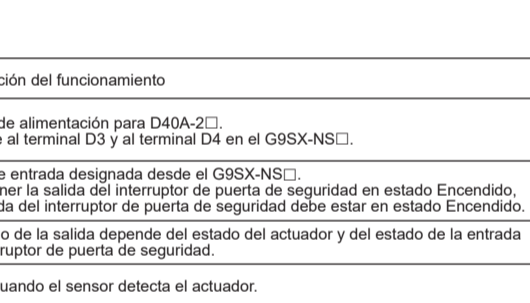 ción del funcionamiento
de alimentación para D40A-2□.
al terminal D3 y al terminal D4 en el G9SX-NS□.
e entrada designada desde el G9SX-NS□.
ner la salida del interruptor de puerta de seguridad en estado Encendido,
da del interruptor de puerta de seguridad debe estar en estado Encendido.
o de la salida depende del estado del actuador y del estado de la entrada
ruptor de puerta de seguridad.
uando el sensor detecta el actuador.